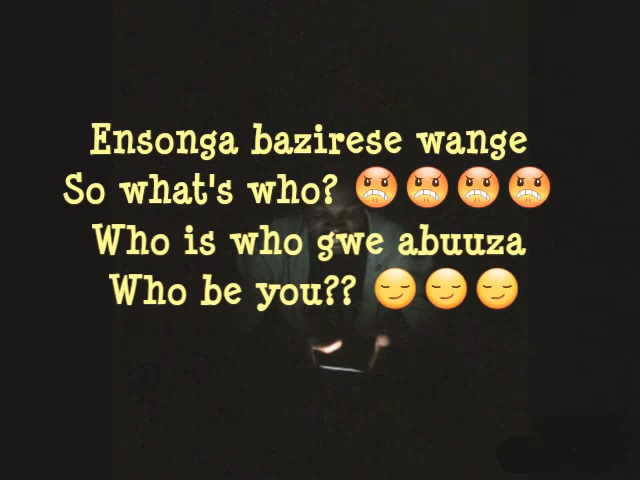 Ensonga bazirese wange
So what's who? 😡😡😡😡
Who is who gwe abuuza
Who be you?? 😏😏😏